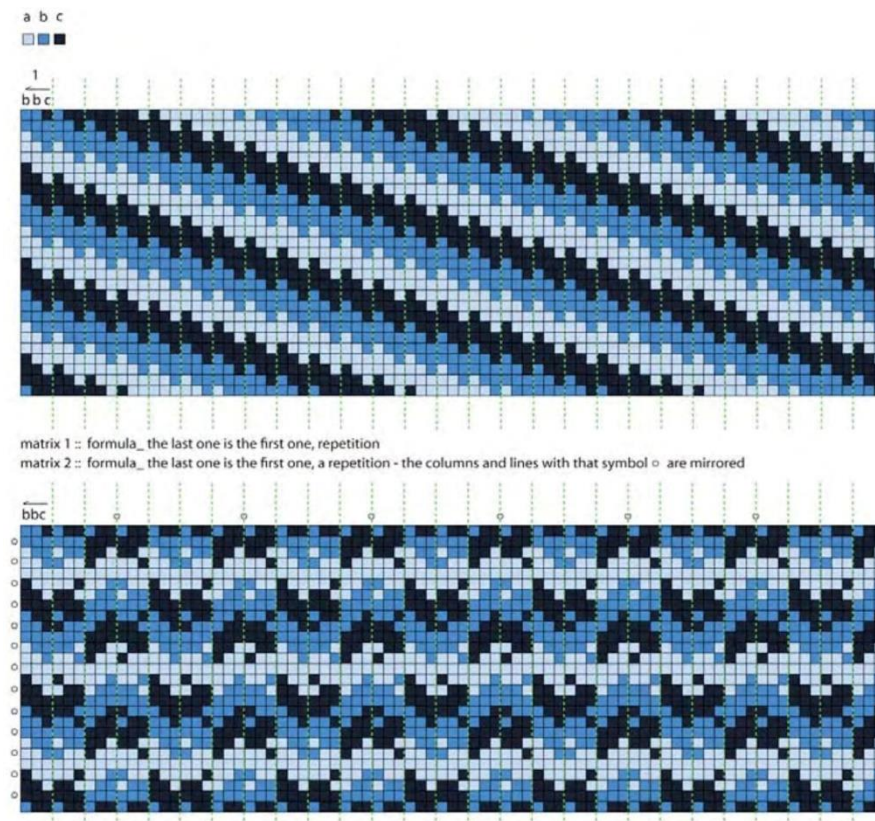 a b c
1
b b c
matrix 1 :: formula_ the last one is the first one, repetition
matrix 2 :: formula_ the last one is the first one, a repetition - the columns and lines with that symbol o are mirrored
bbc